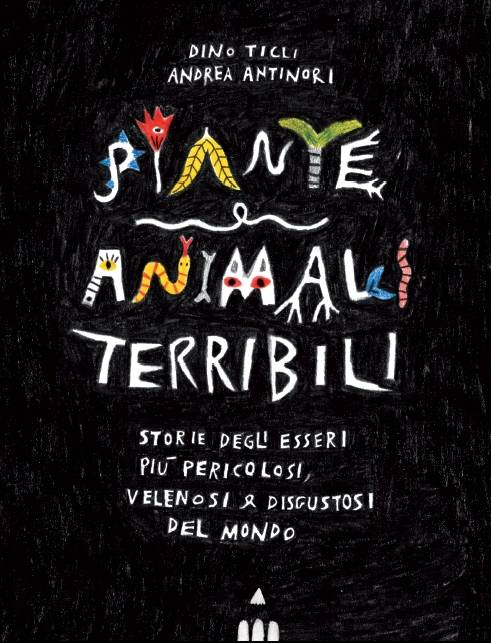 DINO TICLI
ANDREA ANTINORI
PIANTE
e
ANIMALI
TERRIBILI
STORIE DEGLI ESSERI
PIÙ PERICOLOSI,
VELENOSI & DISGUSTOSI
DEL MONDO